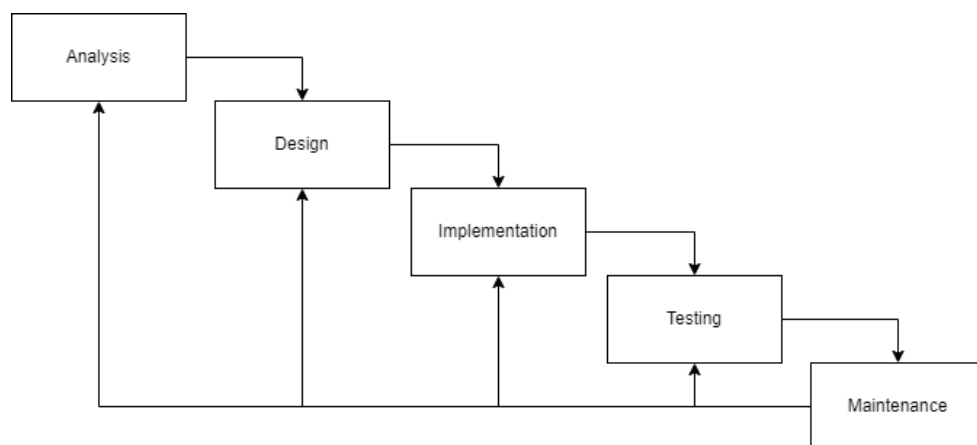 Analysis
Design
Implementation
Testing
Maintenance